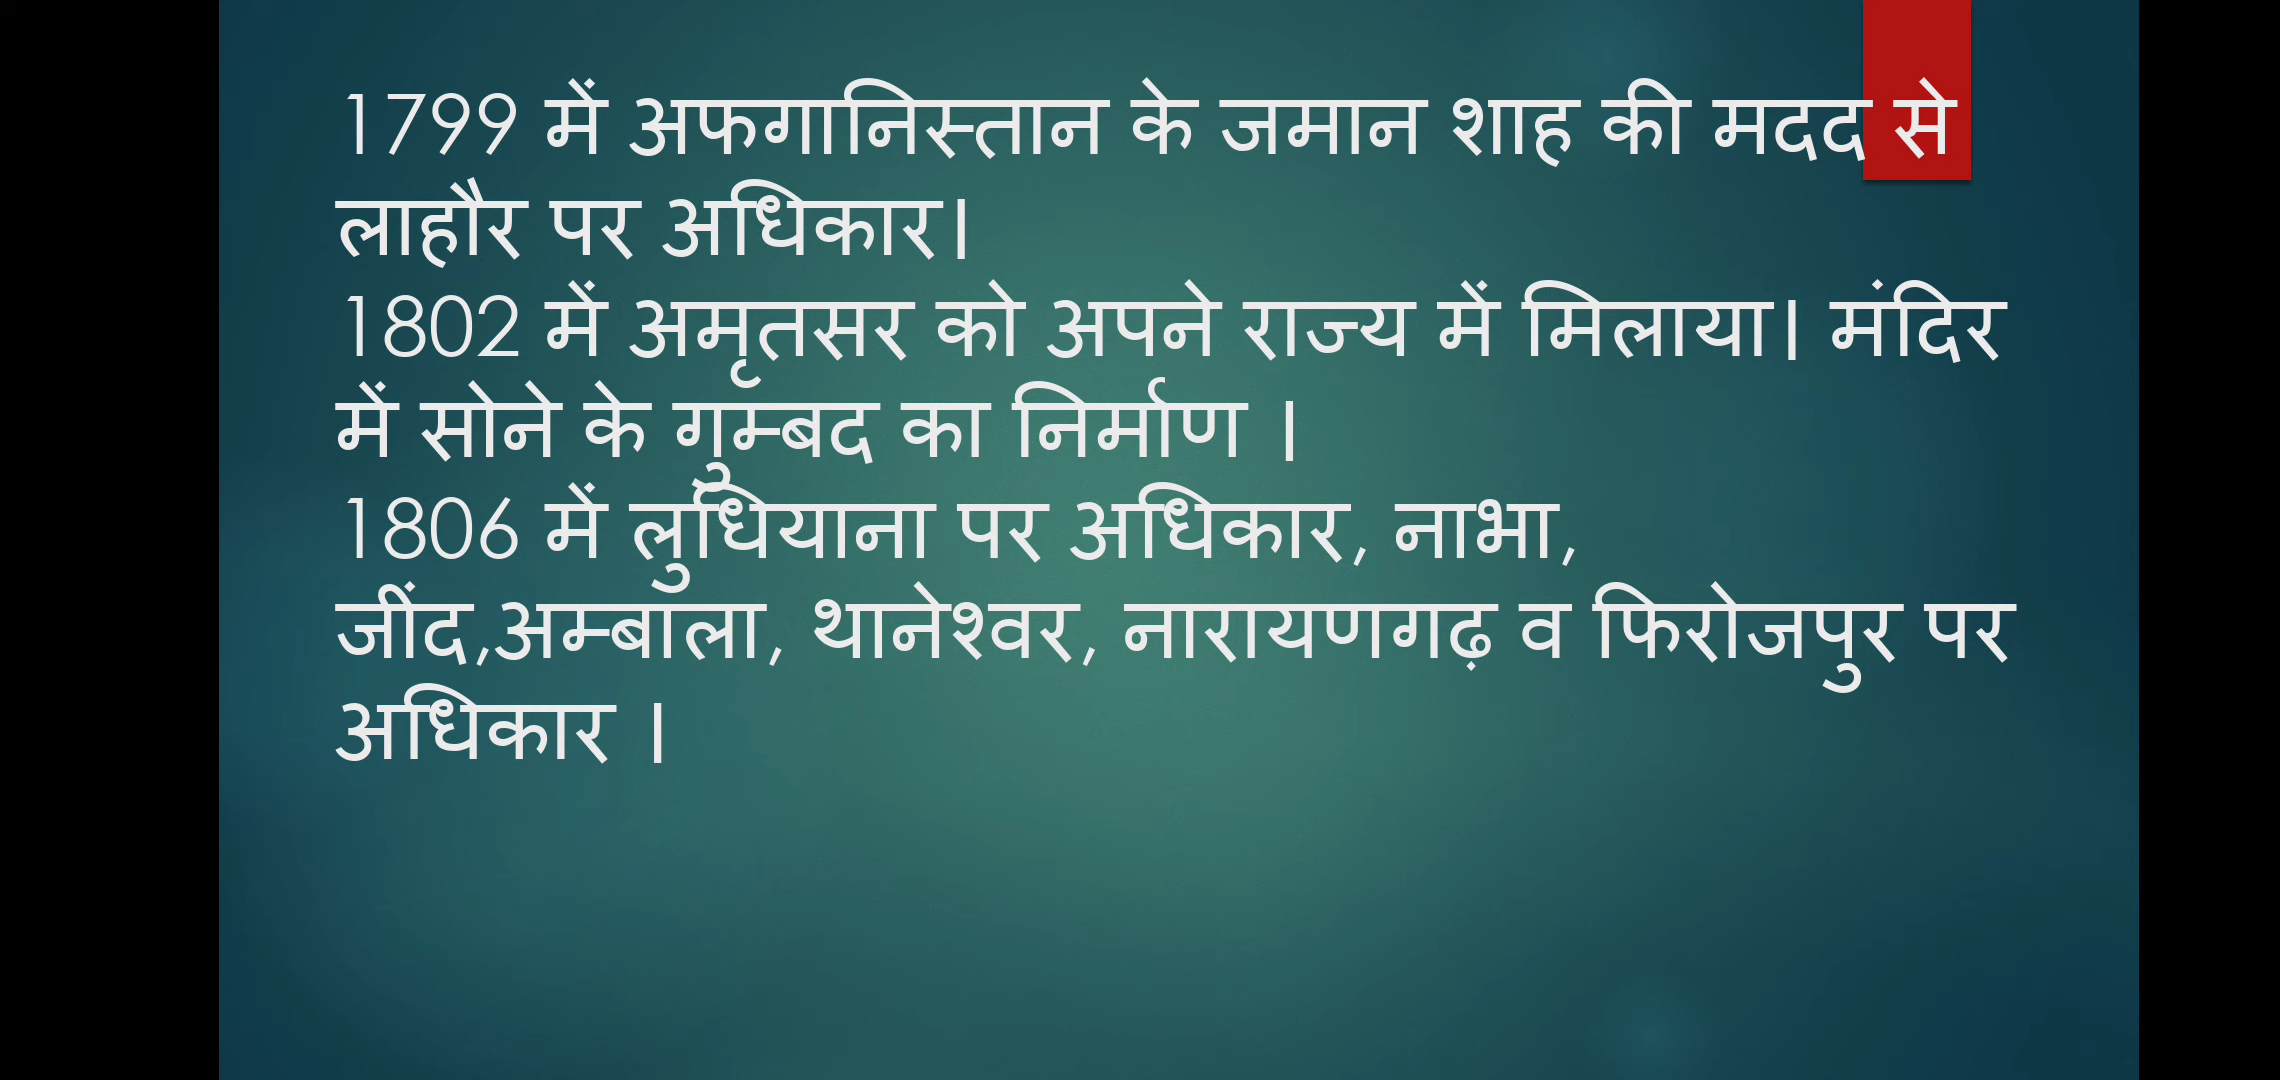 1799 में अफगानिस्तान के जमान शाह की मदद से
लाहौर पर अधिकार।
1802 में अमृतसर को अपने राज्य में मिलाया। मंदिर
में सोने के गुम्बद का निर्माण ।
1806 में लुधियाना पर अधिकार, नाभा,
जींद,अम्बाला, थानेश्वर, नारायणगढ़ व फिरोजपुर पर
अधिकार ।